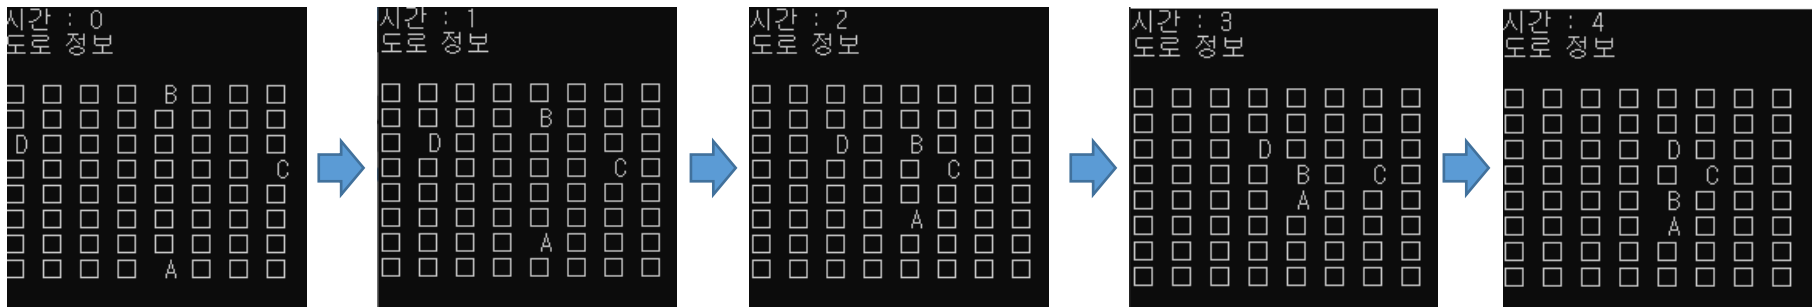 시간 : 0
도로 정보
B
D
C
A
시간 : 1
도로 정보
B
D
C
A
시간 : 2
도로 정보
D B
C
A
시간 : 3
도로 정보
D
B C
A
시간 : 4
도로 정보
D
C
B
A